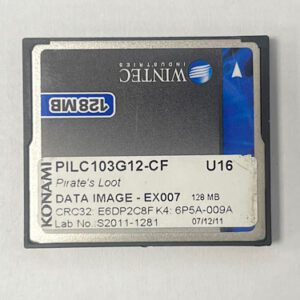 WINTEC
INDUSTRIES
128MB
KONAMI
PILC103G12-CF U16
Pirate's Loot
DATA IMAGE - EX007 128 MB
CRC32: E6DP2C8F K4: 6P5A-009A
Lab No: S2011-1281 07/12/11